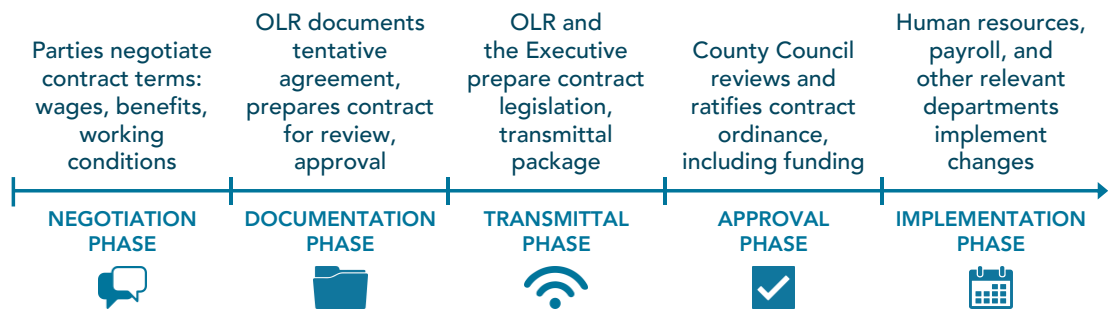 Parties negotiate
contract terms:
wages, benefits,
working
conditions
OLR documents
tentative
agreement,
prepares contract
for review,
approval
OLR and
the Executive
prepare contract
legislation,
transmittal
package
County Council
reviews and
ratifies contract
ordinance,
including funding
Human resources,
payroll, and
other relevant
departments
implement
changes
NEGOTIATION
PHASE
DOCUMENTATION
PHASE
TRANSMITTAL
PHASE
APPROVAL
PHASE
IMPLEMENTATION
PHASE